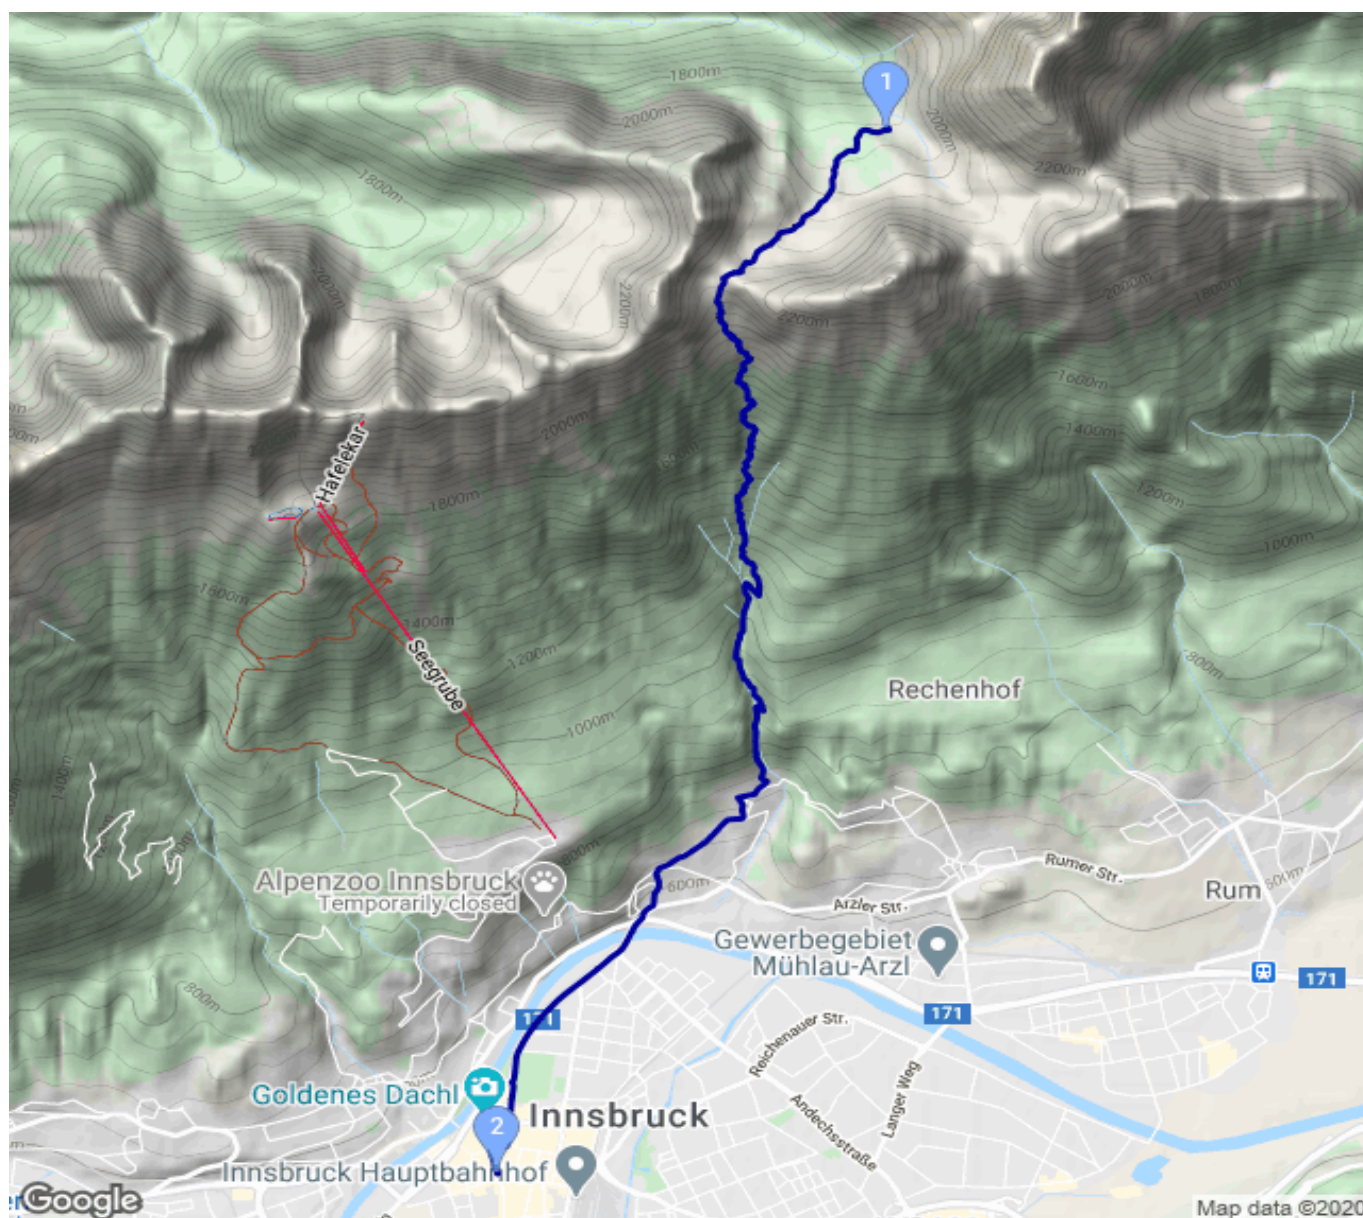 1800m
1
2000m
2000m
2200m
1800m
2000m
2200m
2000m
1800m
2200m
1600m
2000m
Hafelekar
1400m
1800m
1200m
1600m
1000m
1400m
Seegrube
1200m
800m
Rechenhof
1000m
1400m
800m
Alpenzoo Innsbruck
Temporarily closed
600m
Rumer Str.
Rum
600m
Arzler Str.
Gewerbegebiet
Mühlau-Arzl
171
800m
171
171
Reichenauer Str.
Langer Weg
Goldenes Dachl
Andechsstraße
2
Innsbruck
Innsbruck Hauptbahnhof
Google
Map data ©2020